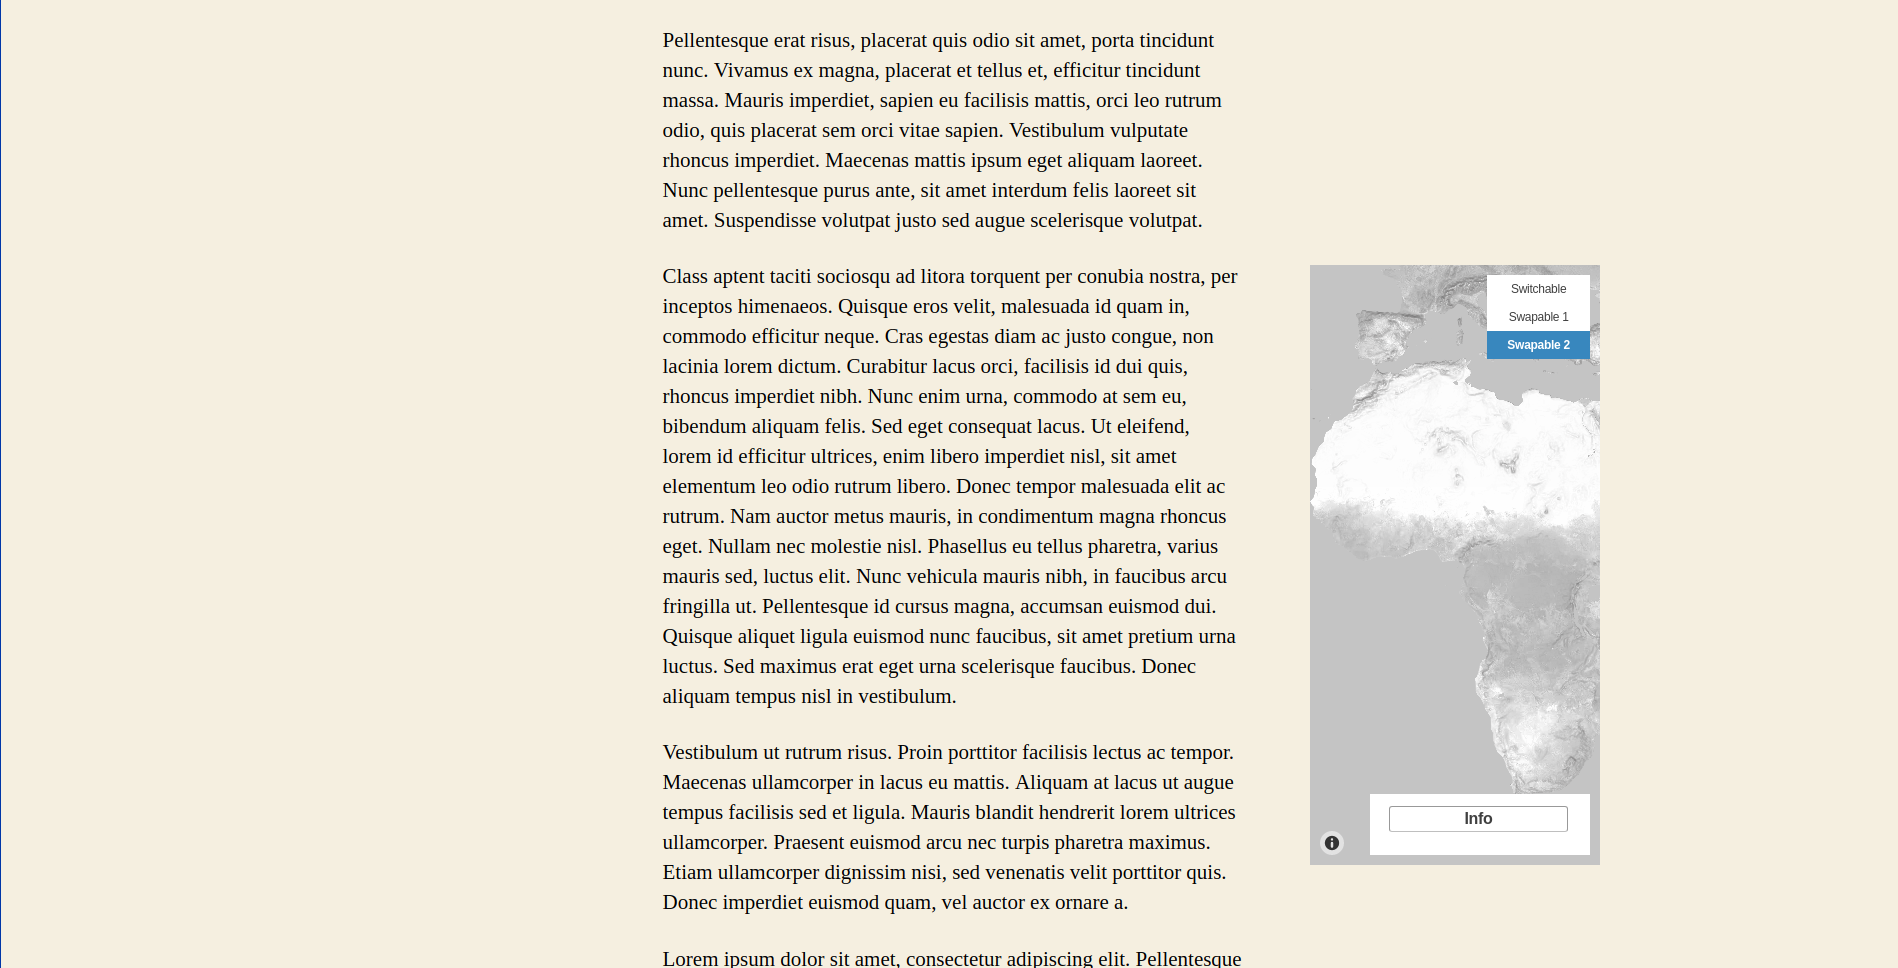 Pellentesque erat risus, placerat quis odio sit amet, porta tincidunt
nunc. Vivamus ex magna, placerat et tellus et, efficitur tincidunt
massa. Mauris imperdiet, sapien eu facilisis mattis, orci leo rutrum
odio, quis placerat sem orci vitae sapien. Vestibulum vulputate
rhoncus imperdiet. Maecenas mattis ipsum eget aliquam laoreet.
Nunc pellentesque purus ante, sit amet interdum felis laoreet sit
amet. Suspendisse volutpat justo sed augue scelerisque volutpat.
Class aptent taciti sociosqu ad litora torquent per conubia nostra, per
inceptos himenaeos. Quisque eros velit, malesuada id quam in,
commodo efficitur neque. Cras egestas diam ac justo congue, non
lacinia lorem dictum. Curabitur lacus orci, facilisis id dui quis,
rhoncus imperdiet nibh. Nunc enim urna, commodo at sem eu,
bibendum aliquam felis. Sed eget consequat lacus. Ut eleifend,
lorem id efficitur ultrices, enim libero imperdiet nisl, sit amet
elementum leo odio rutrum libero. Donec tempor malesuada elit ac
rutrum. Nam auctor metus mauris, in condimentum magna rhoncus
eget. Nullam nec molestie nisl. Phasellus eu tellus pharetra, varius
mauris sed, luctus elit. Nunc vehicula mauris nibh, in faucibus arcu
fringilla ut. Pellentesque id cursus magna, accumsan euismod dui.
Quisque aliquet ligula euismod nunc faucibus, sit amet pretium urna
luctus. Sed maximus erat eget urna scelerisque faucibus. Donec
aliquam tempus nisl in vestibulum.
Vestibulum ut rutrum risus. Proin porttitor facilisis lectus ac tempor.
Maecenas ullamcorper in lacus eu mattis. Aliquam at lacus ut augue
tempus facilisis sed et ligula. Mauris blandit hendrerit lorem ultrices
ullamcorper. Praesent euismod arcu nec turpis pharetra maximus.
Etiam ullamcorper dignissim nisi, sed venenatis velit porttitor quis.
Donec imperdiet euismod quam, vel auctor ex ornare a.
Lorem ipsum dolor sit amet, consectetur adipiscing elit. Pellentesque
Switchable
Swapable 1
Swapable 2
Info